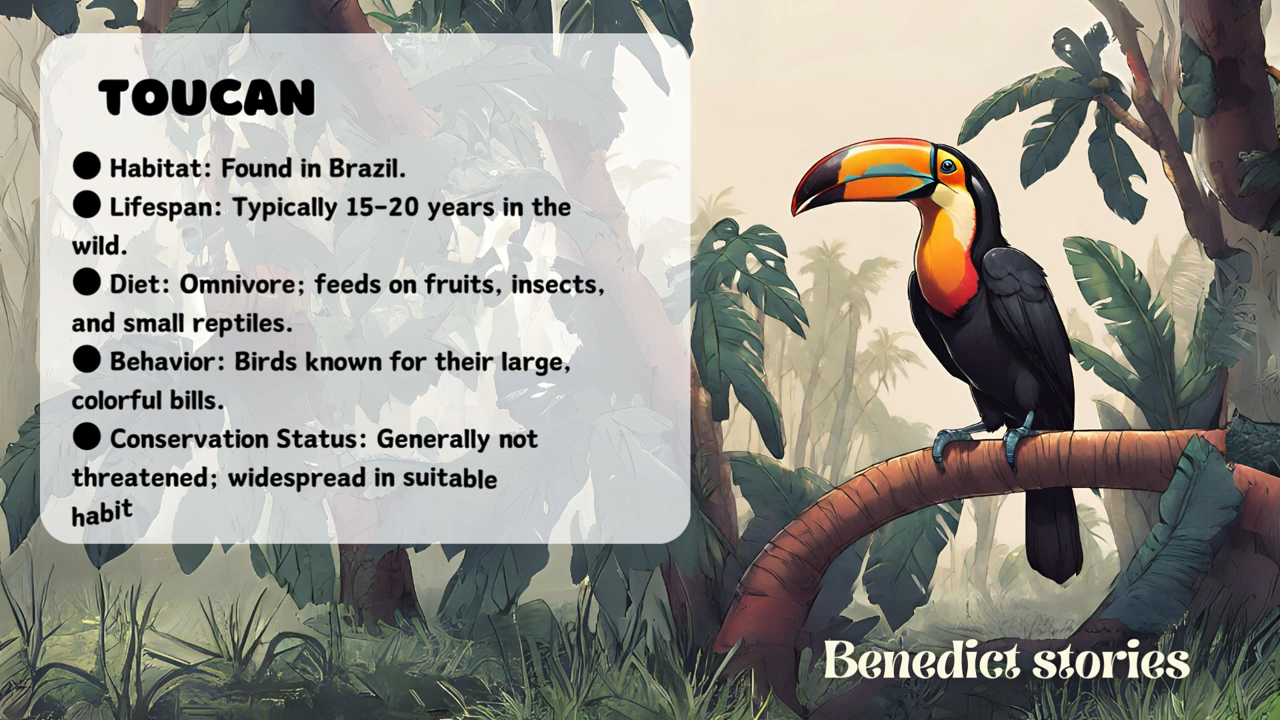 TOUCAN
● Habitat: Found in Brazil.
● Lifespan: Typically 15–20 years in the
wild.
● Diet: Omnivore; feeds on fruits, insects,
and small reptiles.
● Behavior: Birds known for their large,
colorful bills.
● Conservation Status: Generally not
threatened; widespread in suitable
habit
Benedict stories